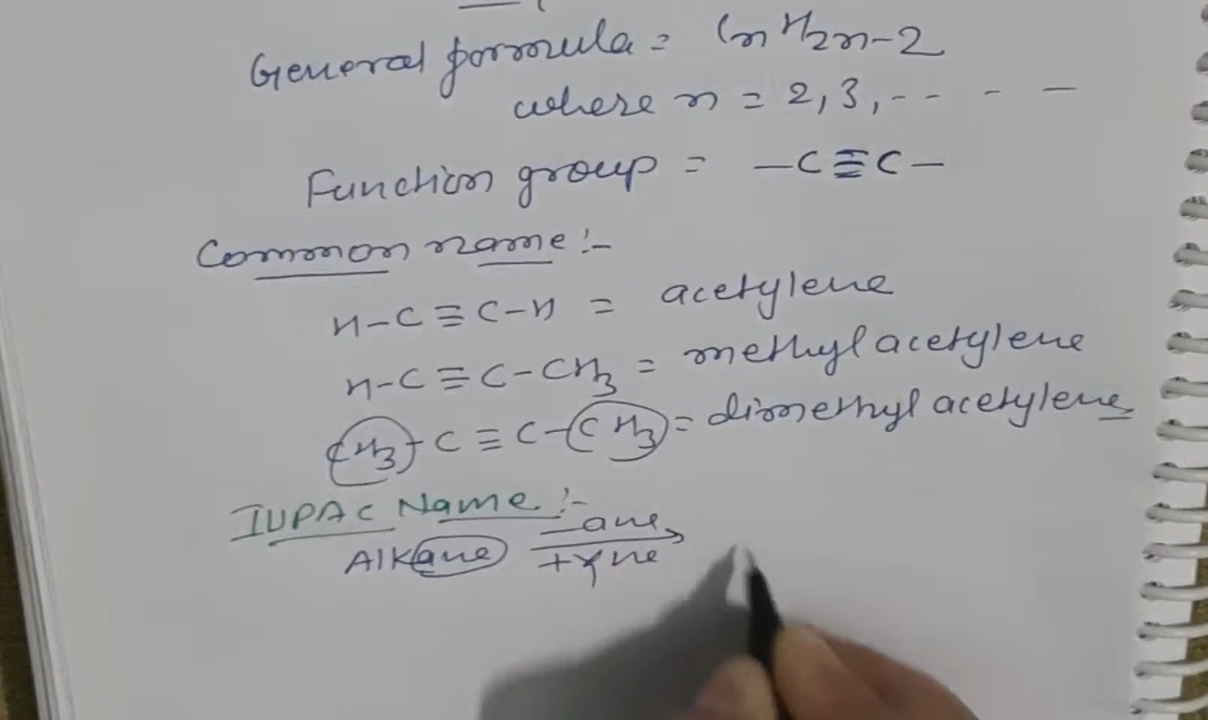 General formula = CnH2n-2
where n = 2, 3, -- - -
Function group = -C≡C-
Common name :-
H-C≡C-H = acetylene
H-C≡C-CH3 = methyl acetylene
CH3-C≡C-CH3 = dimethyl acetylene
IUPAC Name :-
Alkane -ane +yne